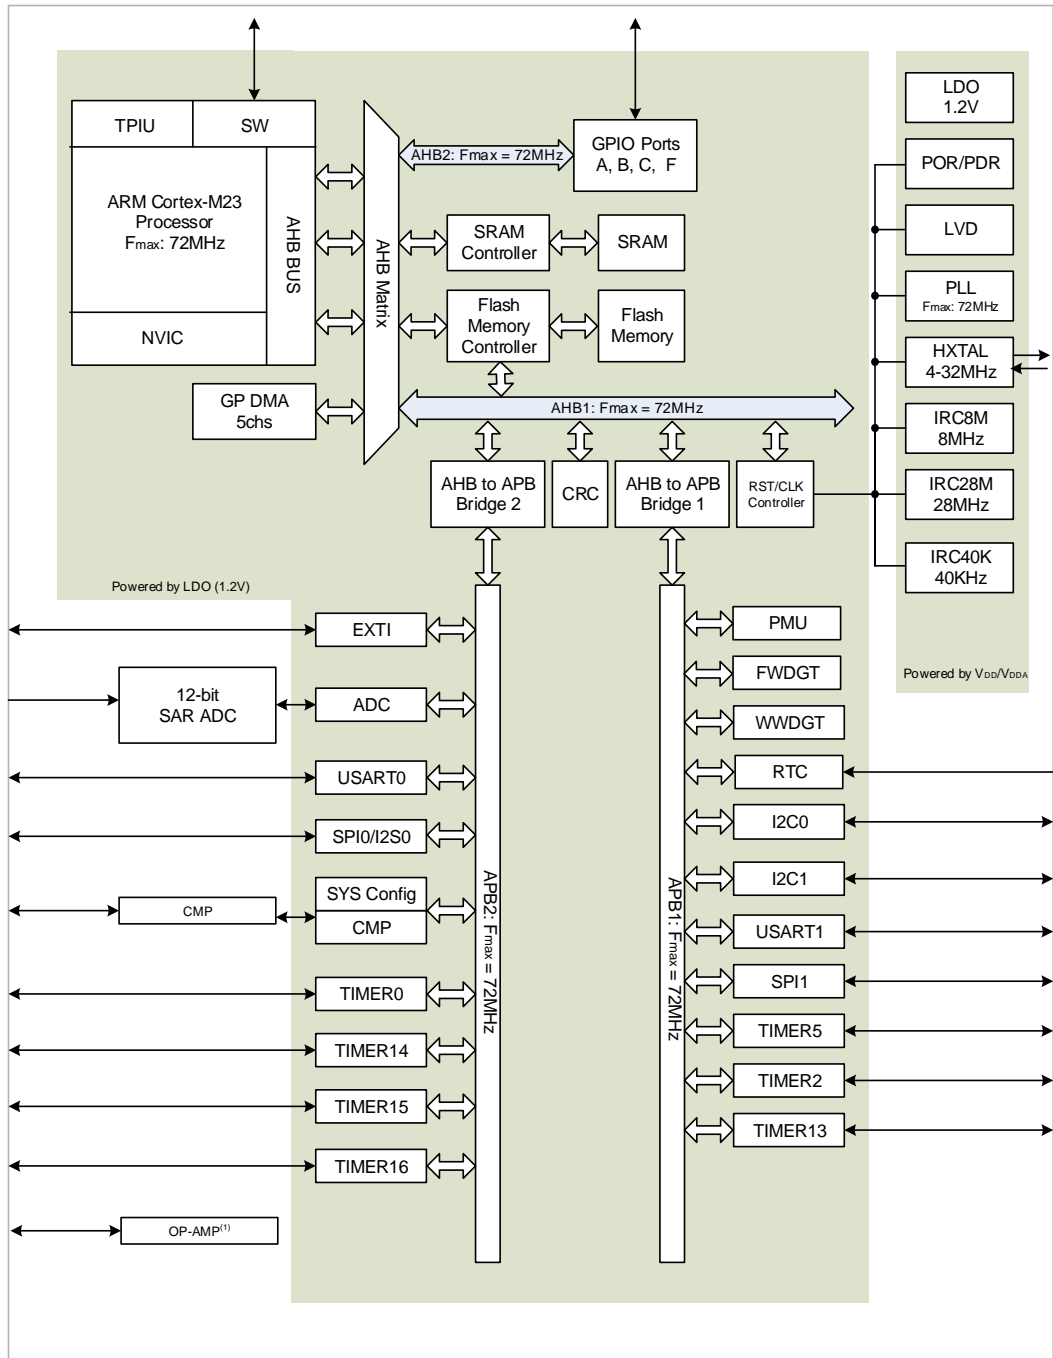 TPIU
SW
ARM Cortex-M23
Processor
Fmax: 72MHz
AHB BUS
NVIC
GP DMA
5chs
AHB Matrix
AHB2: Fmax = 72MHz
GPIO Ports
A, B, C, F
SRAM
Controller
SRAM
Flash
Memory
Controller
Flash
Memory
AHB1: Fmax = 72MHz
AHB to APB
Bridge 2
CRC
AHB to APB
Bridge 1
RST/CLK
Controller
LDO
1.2V
POR/PDR
LVD
PLL
Fmax: 72MHz
HXTAL
4-32MHz
IRC8M
8MHz
IRC28M
28MHz
IRC40K
40KHz
Powered by VDD/VDDA
Powered by LDO (1.2V)
EXTI
12-bit
SAR ADC
ADC
USART0
SPI0/I2S0
SYS Config
CMP
CMP
TIMER0
TIMER14
TIMER15
TIMER16
OP-AMP(1)
APB2: Fmax = 72MHz
APB1: Fmax = 72MHz
PMU
FWDGT
WWDGT
RTC
I2C0
I2C1
USART1
SPI1
TIMER5
TIMER2
TIMER13